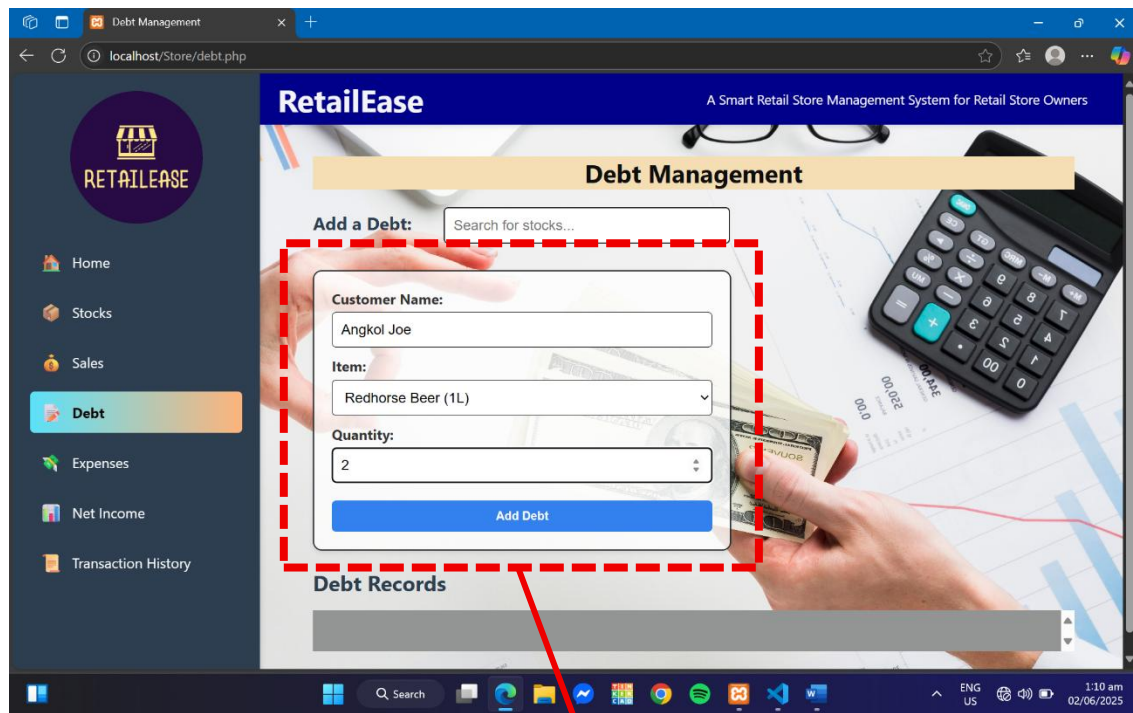 Debt Management
localhost/Store/debt.php
RETAILEASE
Home
Stocks
Sales
Debt
Expenses
Net Income
Transaction History
RetailEase
A Smart Retail Store Management System for Retail Store Owners
Debt Management
Add a Debt:
Search for stocks...
Customer Name:
Angkol Joe
Item:
Redhorse Beer (1L)
Quantity:
2
Add Debt
Debt Records
Search
ENG
US
1:10 am
02/06/2025